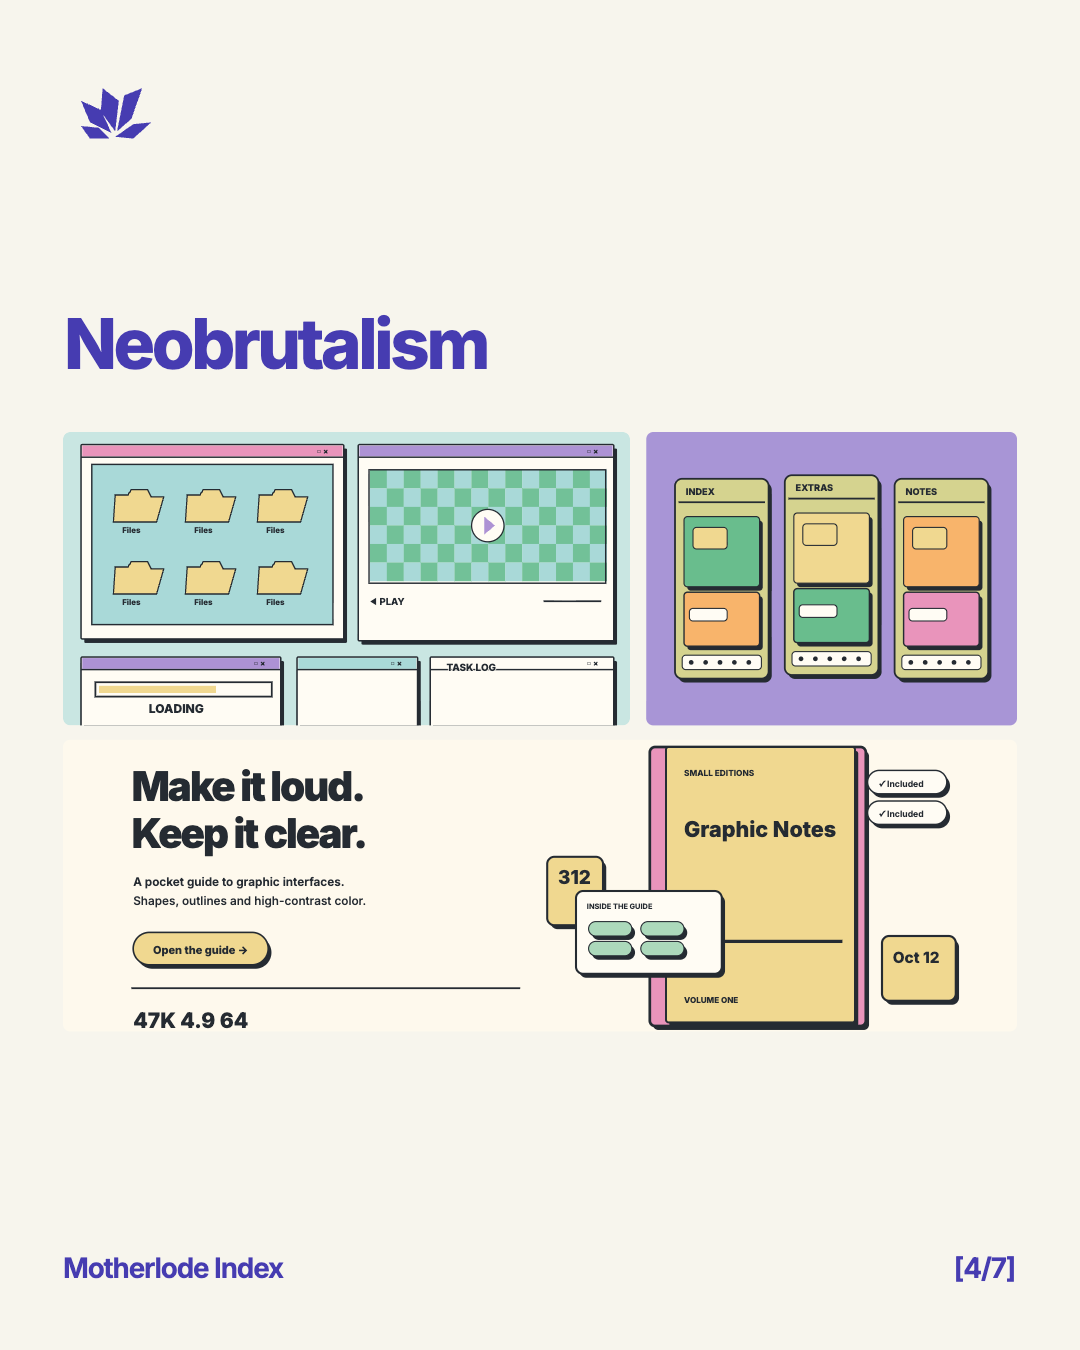 Neobrutalism
Files
Files
Files
Files
Files
Files
PLAY
LOADING
TASK LOG
INDEX
EXTRAS
NOTES
Make it loud.
Keep it clear.
A pocket guide to graphic interfaces.
Shapes, outlines and high-contrast color.
Open the guide →
47K 4.9 64
SMALL EDITIONS
Graphic Notes
✓ Included
✓ Included
312
INSIDE THE GUIDE
Oct 12
VOLUME ONE
Motherlode Index
[4/7]